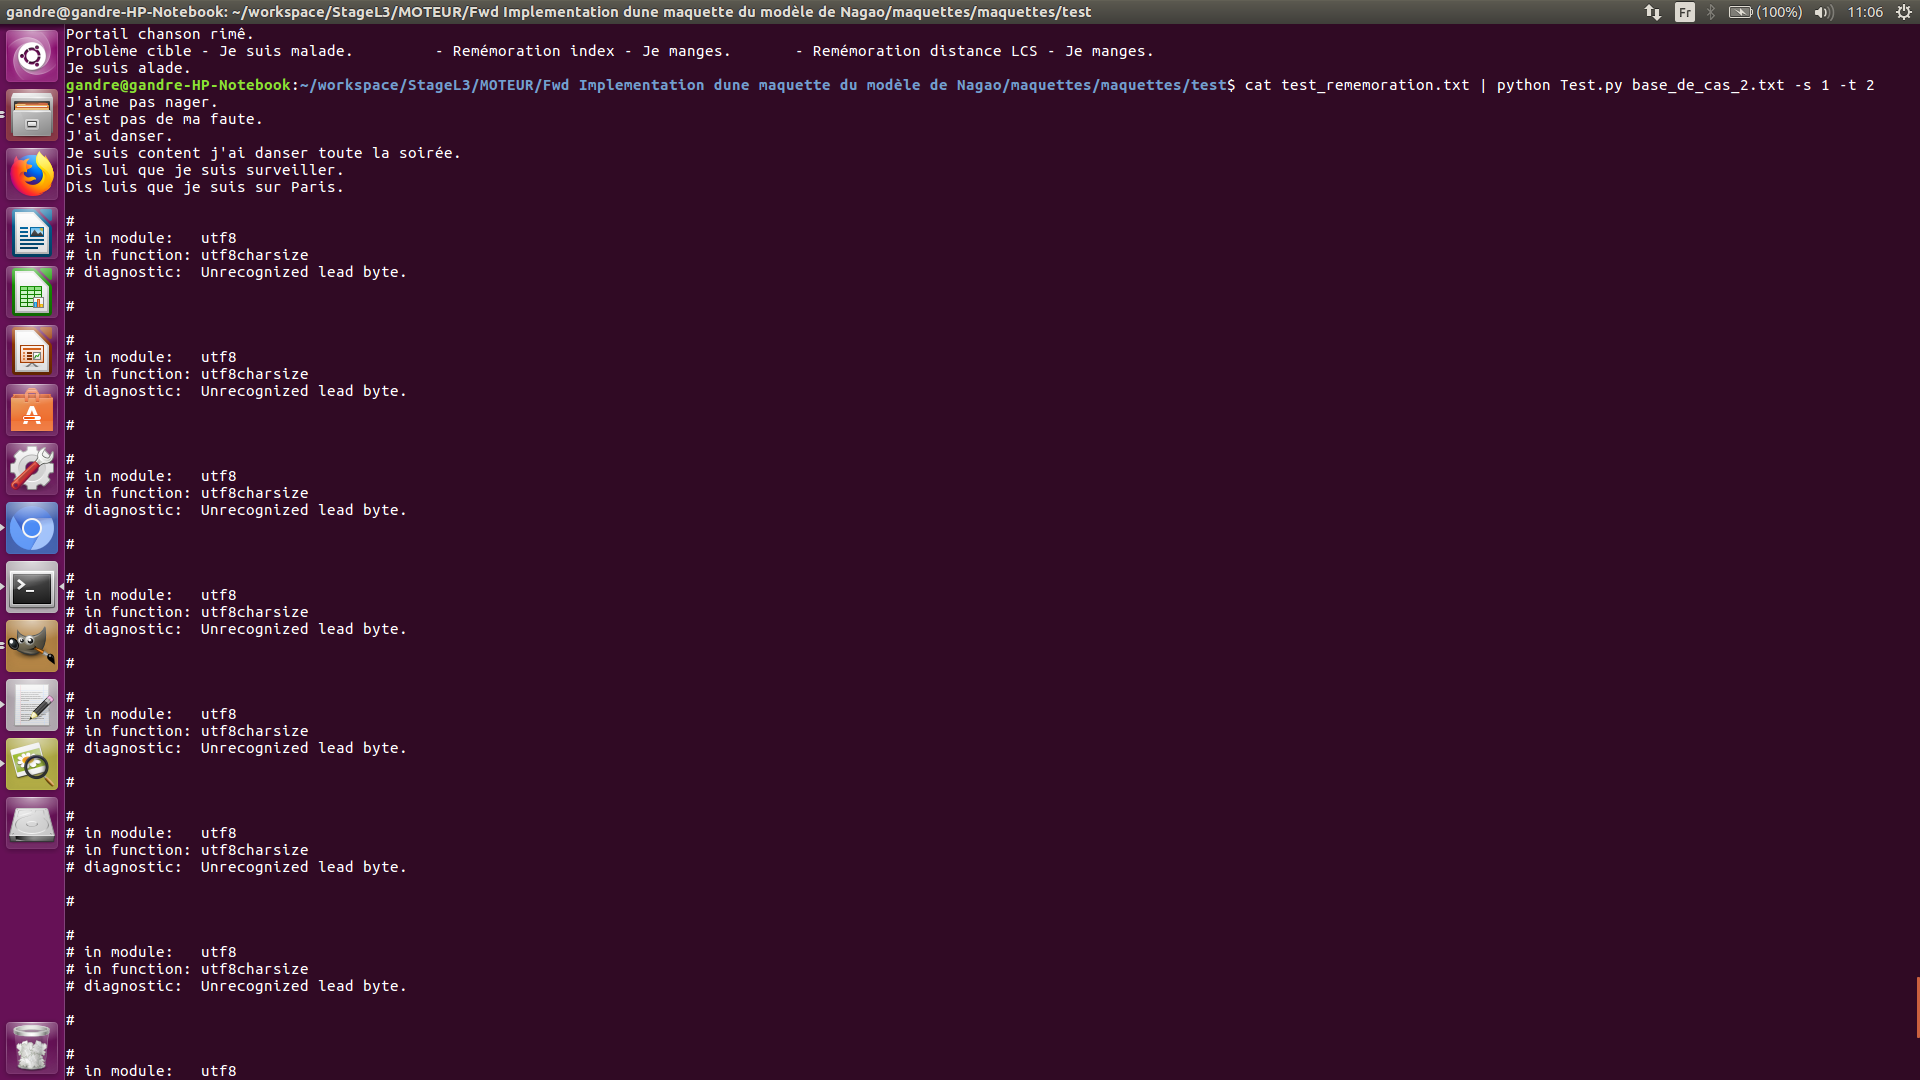 gandre@gandre-HP-Notebook: ~/workspace/StageL3/MOTEUR/Fwd Implementation dune maquette du modèle de Nagao/maquettes/maquettes/test
Fr (100%) 11:06
Portail chanson rimê.
Problème cible - Je suis malade.         - Remémoration index - Je manges.       - Remémoration distance LCS - Je manges.
Je suis alade.
gandre@gandre-HP-Notebook:~/workspace/StageL3/MOTEUR/Fwd Implementation dune maquette du modèle de Nagao/maquettes/maquettes/test$ cat test_rememoration.txt | python Test.py base_de_cas_2.txt -s 1 -t 2
J'aime pas nager.
C'est pas de ma faute.
J'ai danser.
Je suis content j'ai danser toute la soirée.
Dis lui que je suis surveiller.
Dis luis que je suis sur Paris.
#
# in module:   utf8
# in function: utf8charsize
# diagnostic:  Unrecognized lead byte.
#
#
# in module:   utf8
# in function: utf8charsize
# diagnostic:  Unrecognized lead byte.
#
#
# in module:   utf8
# in function: utf8charsize
# diagnostic:  Unrecognized lead byte.
#
#
# in module:   utf8
# in function: utf8charsize
# diagnostic:  Unrecognized lead byte.
#
#
# in module:   utf8
# in function: utf8charsize
# diagnostic:  Unrecognized lead byte.
#
#
# in module:   utf8
# in function: utf8charsize
# diagnostic:  Unrecognized lead byte.
#
#
# in module:   utf8
# in function: utf8charsize
# diagnostic:  Unrecognized lead byte.
#
#
# in module:   utf8